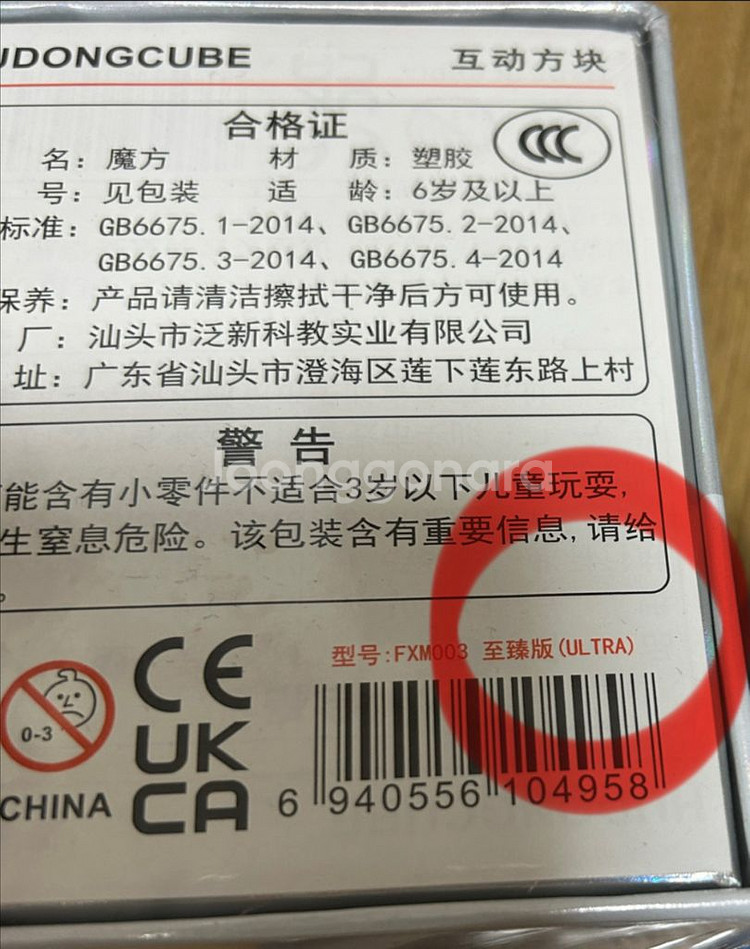 UDONGCUBE 互动方块
合格证
CCC
名：魔方 材 质：塑胶
号：见包装 适 龄：6岁及以上
标准：GB6675.1-2014、GB6675.2-2014、
GB6675.3-2014、GB6675.4-2014
保养：产品请清洁擦拭干净后方可使用。
厂：汕头市泛新科教实业有限公司
址：广东省汕头市澄海区莲下莲东路上村
警 告
joonggonara
能含有小零件不适合3岁以下儿童玩耍,
生窒息危险。该包装含有重要信息,请给
。
型号:FXM003 至臻版(ULTRA)
0-3
CE
UK
CA
CHINA
6 940556 104958